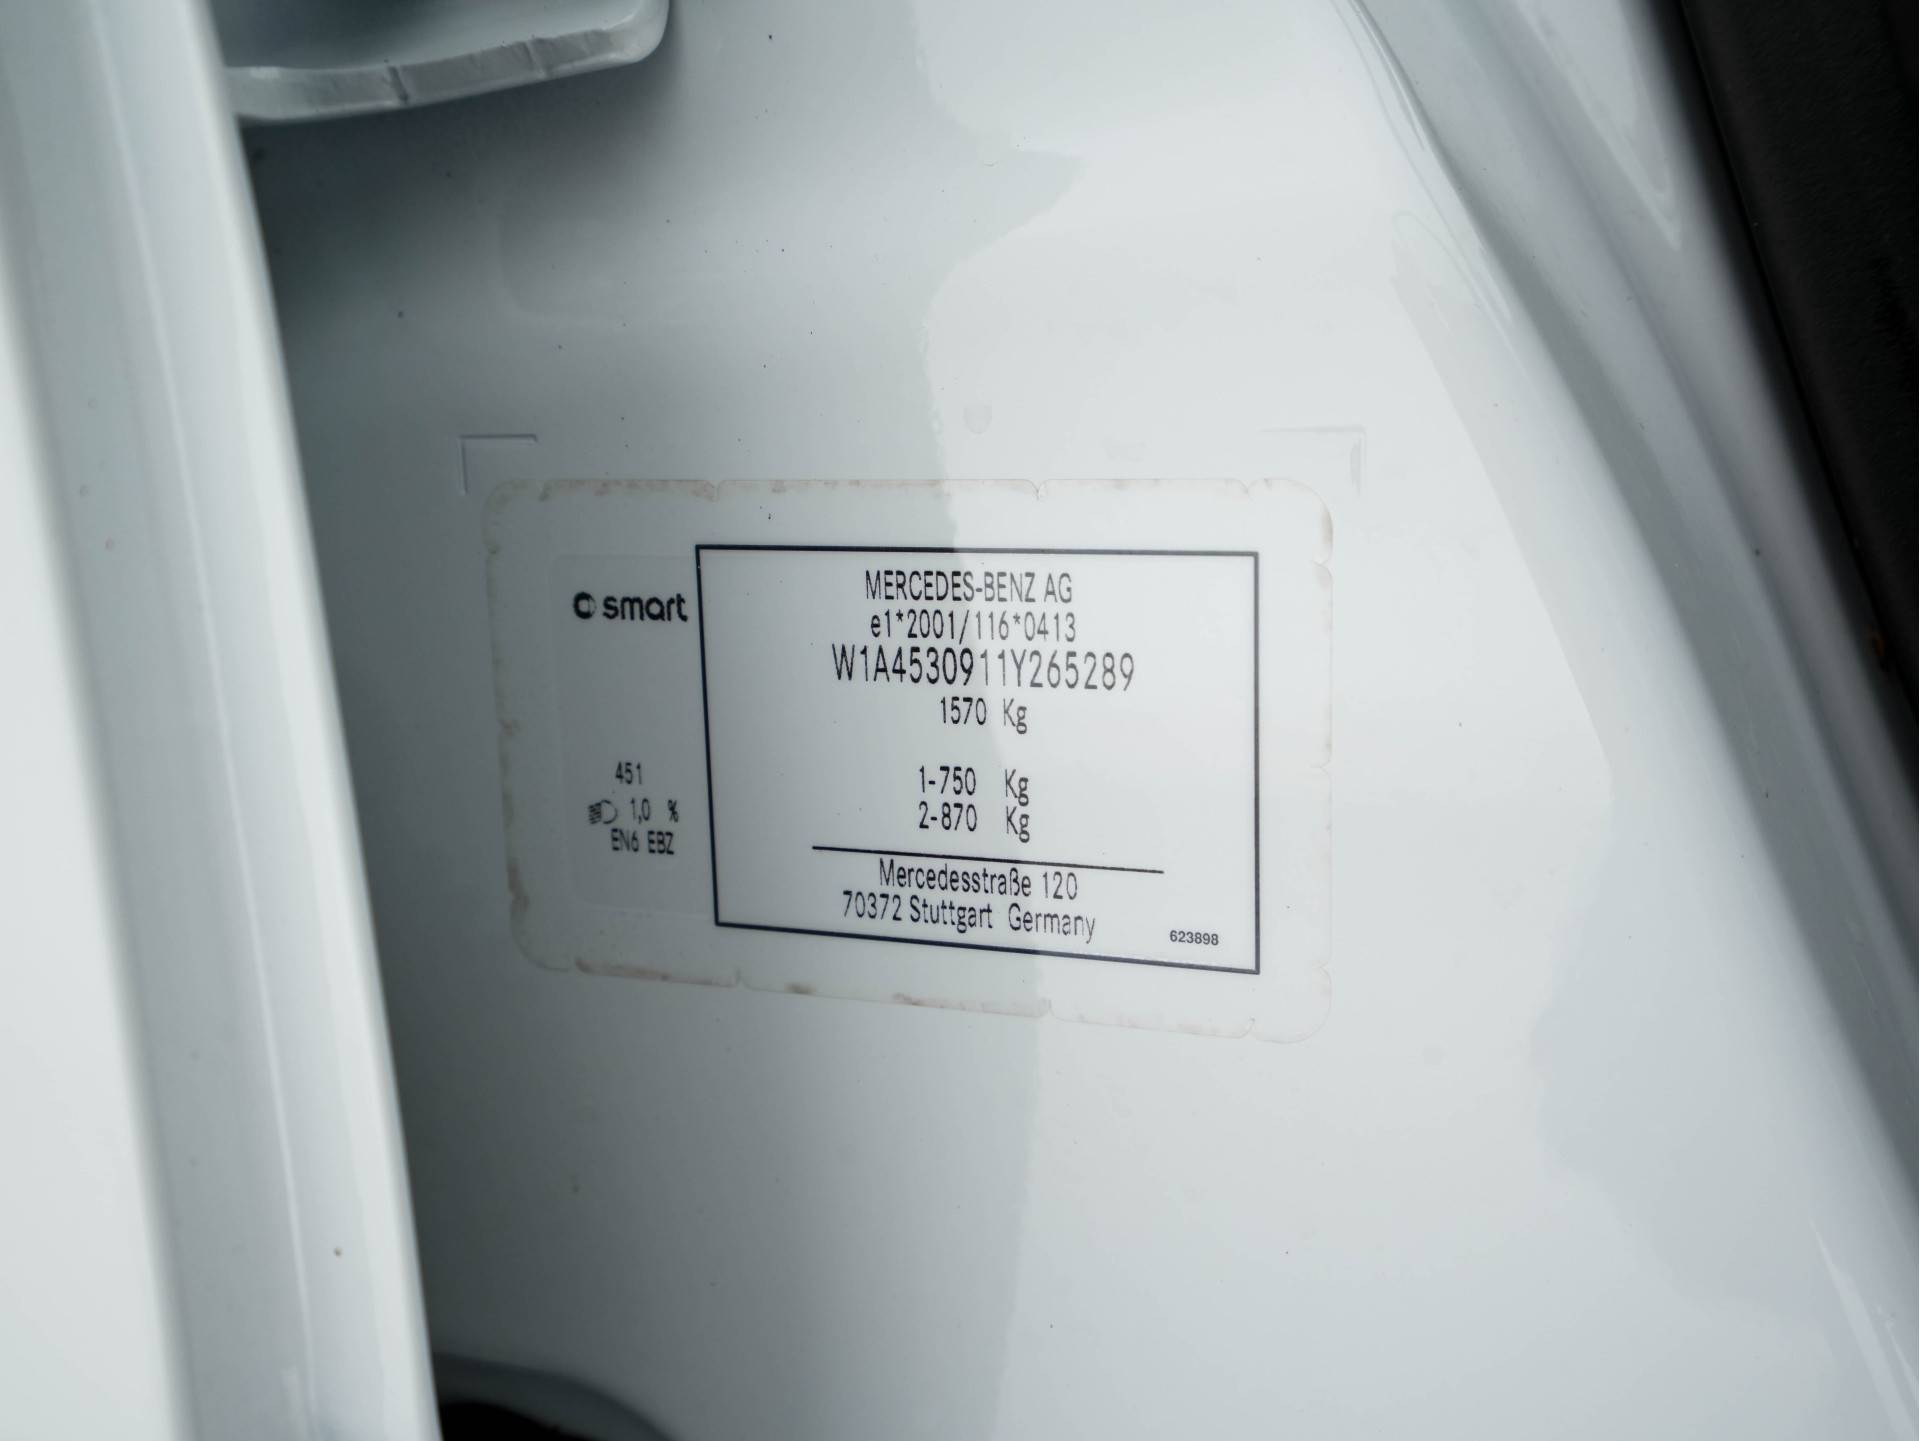 smart
MERCEDES-BENZ AG
e1*2001/116*0413
W1A4530911Y265289
1570 Kg
1-750 Kg
2-870 Kg
451
1,0 %
EN6 EBZ
Mercedesstraße 120
70372 Stuttgart Germany
623898